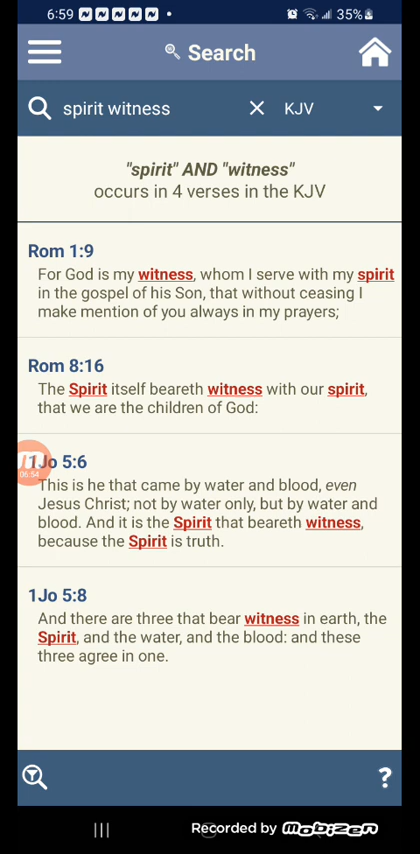 6:59 N N N N N • 35%
Search
spirit witness KJV
"spirit" AND "witness"
occurs in 4 verses in the KJV
Rom 1:9
For God is my witness, whom I serve with my spirit
in the gospel of his Son, that without ceasing I
make mention of you always in my prayers;
Rom 8:16
The Spirit itself beareth witness with our spirit,
that we are the children of God:
1Jo 5:6
06:54
This is he that came by water and blood, even
Jesus Christ; not by water only, but by water and
blood. And it is the Spirit that beareth witness,
because the Spirit is truth.
1Jo 5:8
And there are three that bear witness in earth, the
Spirit, and the water, and the blood: and these
three agree in one.
?
Recorded by mobizen